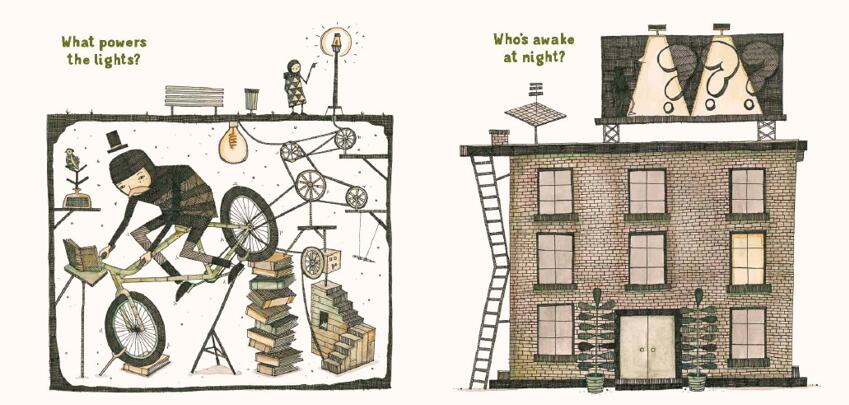 What powers
the lights?
Who's awake
at night?
? ? ?